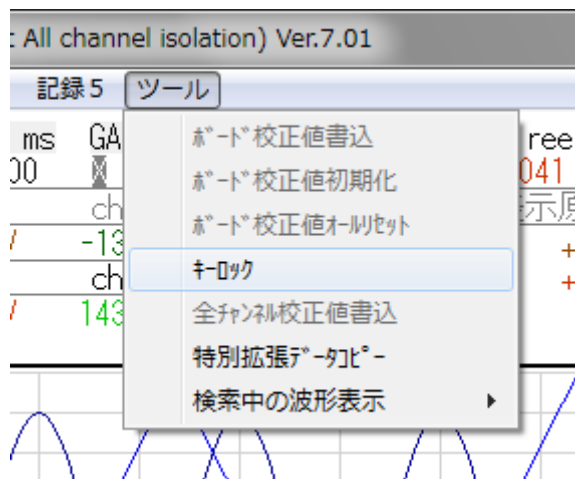 All channel isolation) Ver.7.01
記録５ ツール
ms GA
ﾎﾞｰﾄﾞ校正値書込
ree
00
ﾎﾞｰﾄﾞ校正値初期化
041
ch
ﾎﾞｰﾄﾞ校正値ｵｰﾙﾘｾｯﾄ
示原
-13
ｷｰﾛｯｸ
+
ch
+
143
全ﾁｬﾝﾈﾙ校正値書込
特別拡張ﾃﾞｰﾀｺﾋﾟｰ
検索中の波形表示